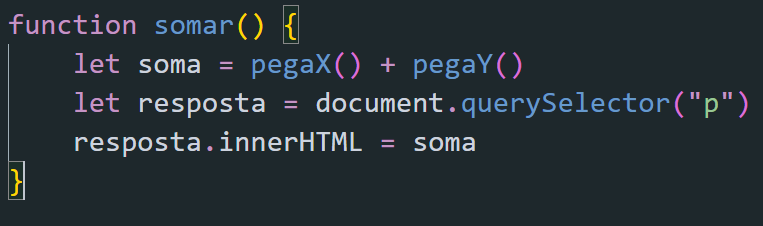 function somar() {
    let soma = pegaX() + pegaY()
    let resposta = document.querySelector("p")
    resposta.innerHTML = soma
}